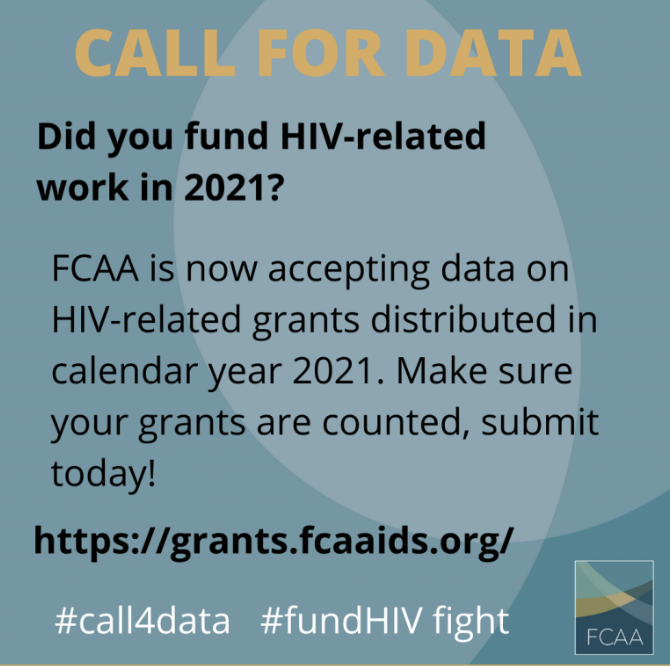 CALL FOR DATA
Did you fund HIV-related
work in 2021?
FCAA is now accepting data on
HIV-related grants distributed in
calendar year 2021. Make sure
your grants are counted, submit
today!
https://grants.fcaaids.org/
#call4data #fundHIV fight
FCAA